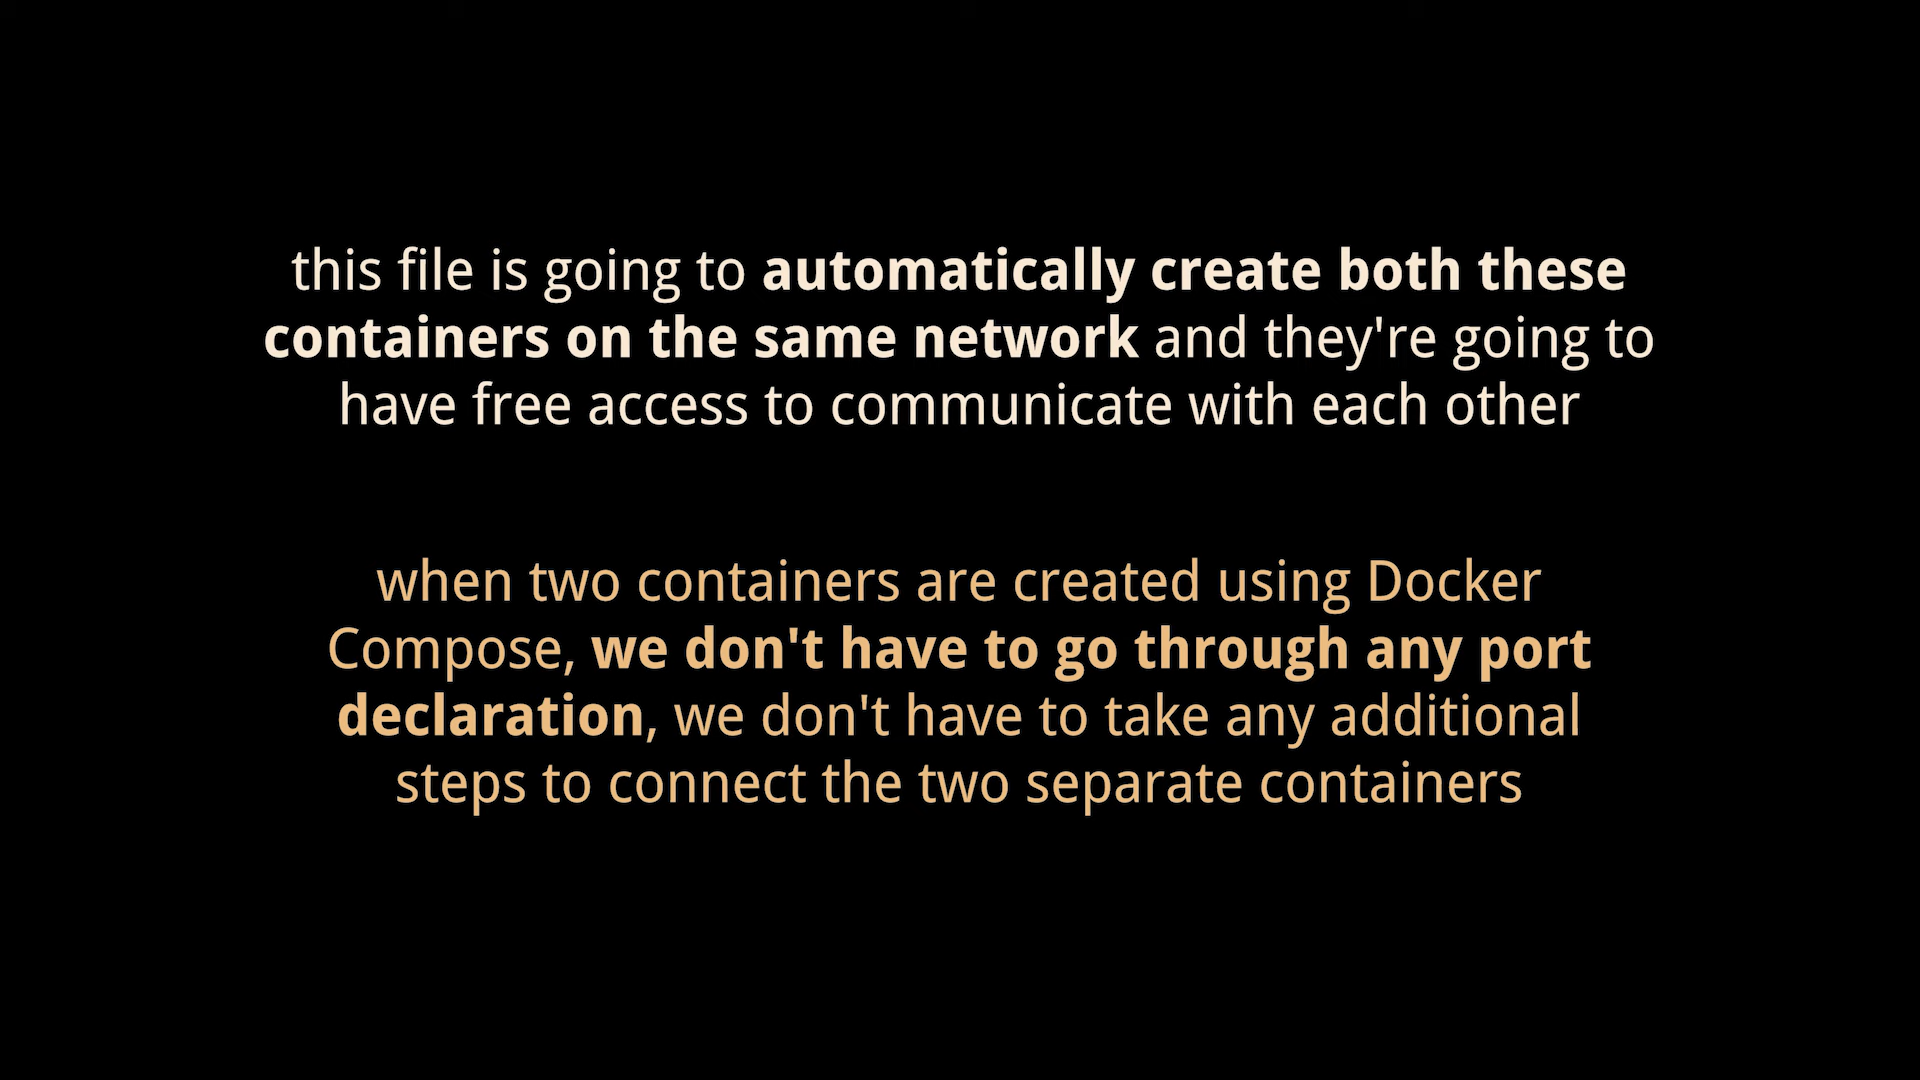 this file is going to automatically create both these
containers on the same network and they're going to
have free access to communicate with each other
when two containers are created using Docker
Compose, we don't have to go through any port
declaration, we don't have to take any additional
steps to connect the two separate containers